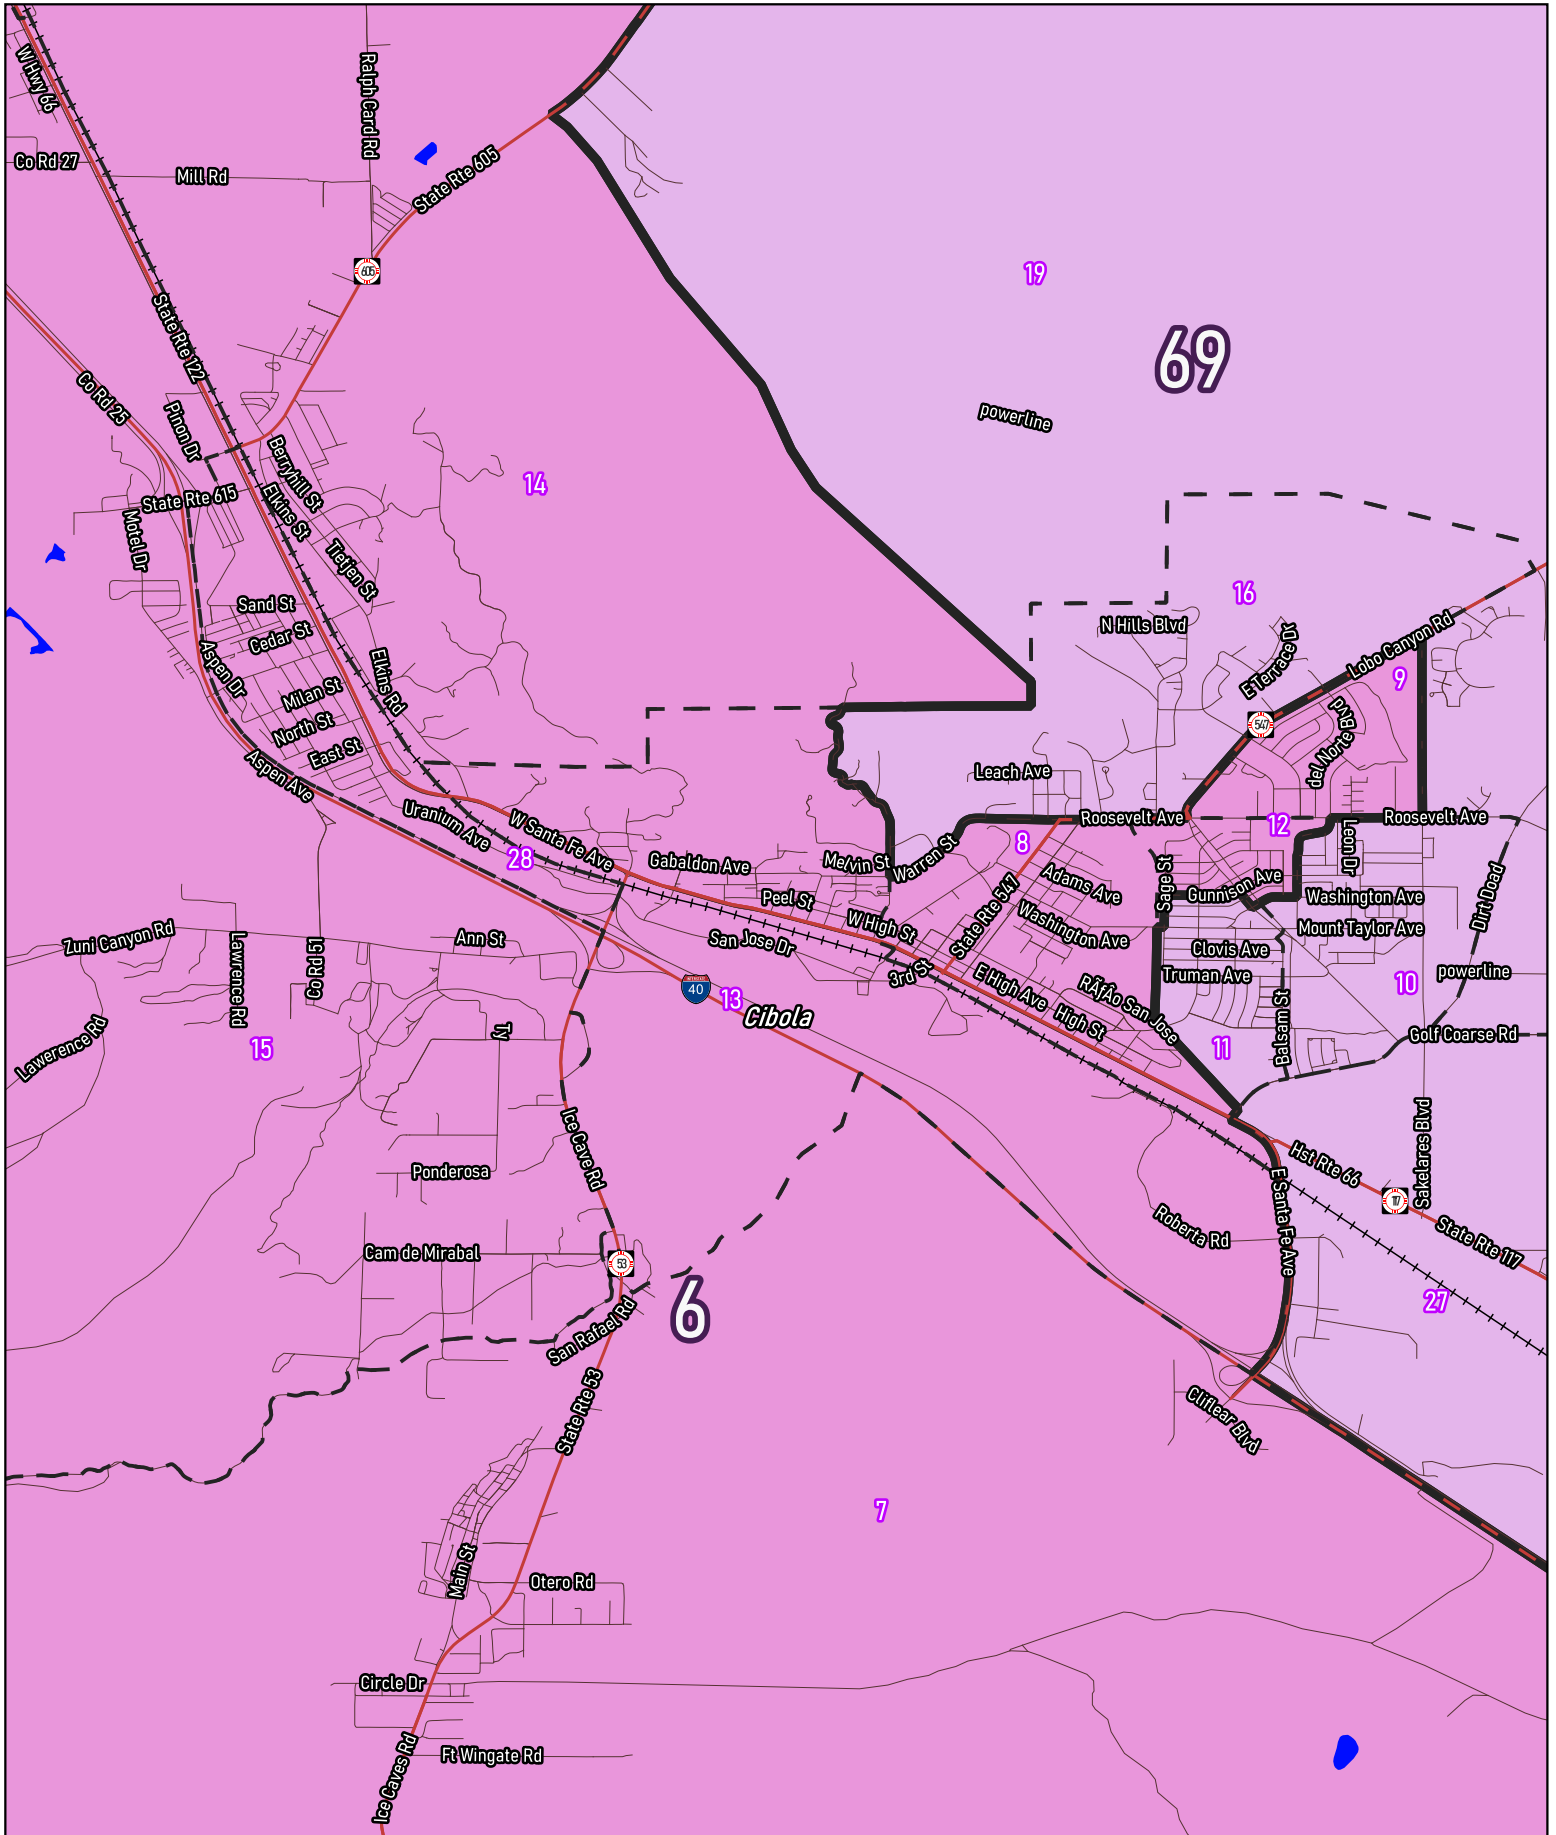 W Hwy 66
Ralph Card Rd
Co Rd 27
Mill Rd
State Rte 605
605
19
State Rte 122
69
Co Rd 25
Pinon Dr
powerline
Berryhill St
14
State Rte 615
Elkins St
Motel Dr
Tietjen St
16
Sand St
N Hills Blvd
Cedar St
Lobo Canyon Rd
E Terrace Dr
Aspen Dr
Elkins Rd
9
Milan St
547
del Norte Blvd
North St
East St
Leach Ave
Aspen Ave
Uranium Ave
W Santa Fe Ave
Roosevelt Ave
12
Roosevelt Ave
8
28
Gabaldon Ave
Melvin St
Warren St
Leon Dr
Adams Ave
Sage St
Gunnison Ave
Washington Ave
Peel St
State Rte 547
Dirt Doad
W High St
Washington Ave
Mount Taylor Ave
Zuni Canyon Rd
Lawrence Rd
Ann St
San Jose Dr
Clovis Ave
Co Rd 51
3rd St
E High Ave
Truman Ave
powerline
40
13
10
Cibola
RÃƒÂo San Jose
High St
Balsam St
Ty
Golf Coarse Rd
Lawerence Rd
15
11
Ice Cave Rd
Sakelares Blvd
Ponderosa
Hst Rte 66
117
E Santa Fe Ave
Roberta Rd
State Rte 117
Cam de Mirabal
53
6
27
San Rafael Rd
State Rte 53
Cliflear Blvd
7
Main St
Otero Rd
Circle Dr
Ft Wingate Rd
Ice Caves Rd